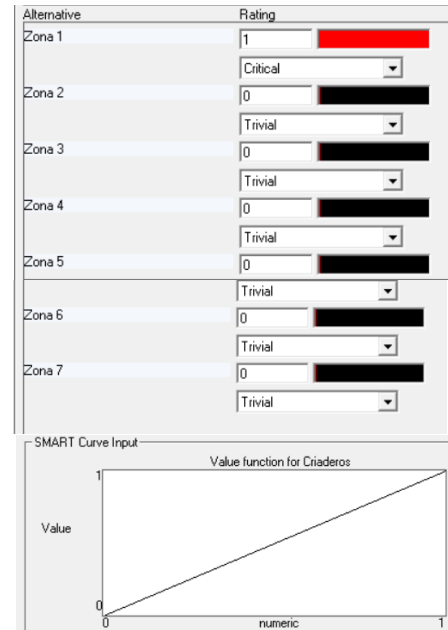 Alternative Rating
Zona 1 1
Critical
Zona 2 0
Trivial
Zona 3 0
Trivial
Zona 4 0
Trivial
Zona 5 0
Trivial
Zona 6 0
Trivial
Zona 7 0
Trivial
SMART Curve Input
Value function for Criaderos
1
Value
0
0 numeric 1